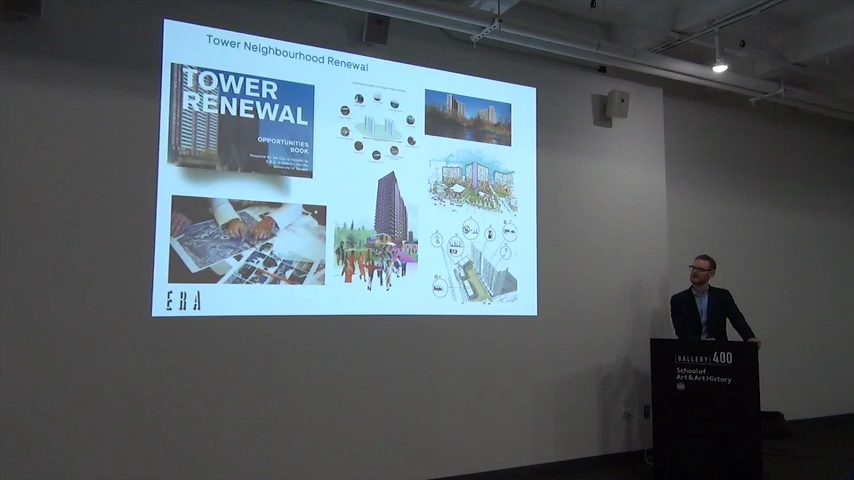 Tower Neighbourhood Renewal
TOWER
RENEWAL
OPPORTUNITIES
BOOK
ERA
[GALLERY] 400
School of
Art & Art History